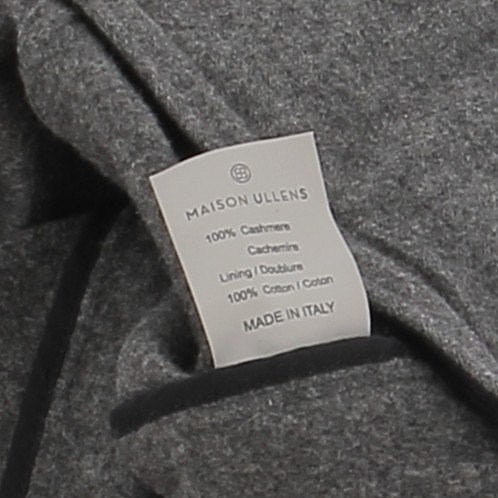 MAISON ULLENS
100% Cashmere
Cachemire
Lining / Doublure
100% Cotton / Coton
MADE IN ITALY